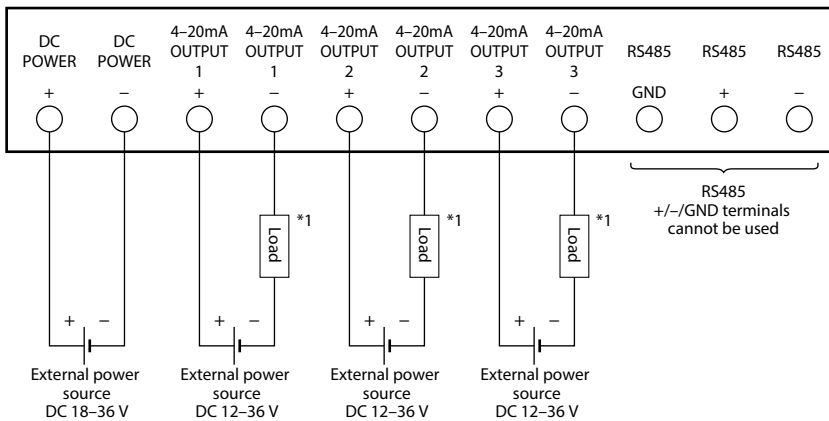 DC POWER
DC POWER
4–20mA OUTPUT 1
4–20mA OUTPUT 1
4–20mA OUTPUT 2
4–20mA OUTPUT 2
4–20mA OUTPUT 3
4–20mA OUTPUT 3
RS485
RS485
RS485
+ − + − + − + − GND + −
Load *1
Load *1
Load *1
RS485
+/−/GND terminals
cannot be used
+ − + − + − + −
External power
source
DC 18–36 V
External power
source
DC 12–36 V
External power
source
DC 12–36 V
External power
source
DC 12–36 V